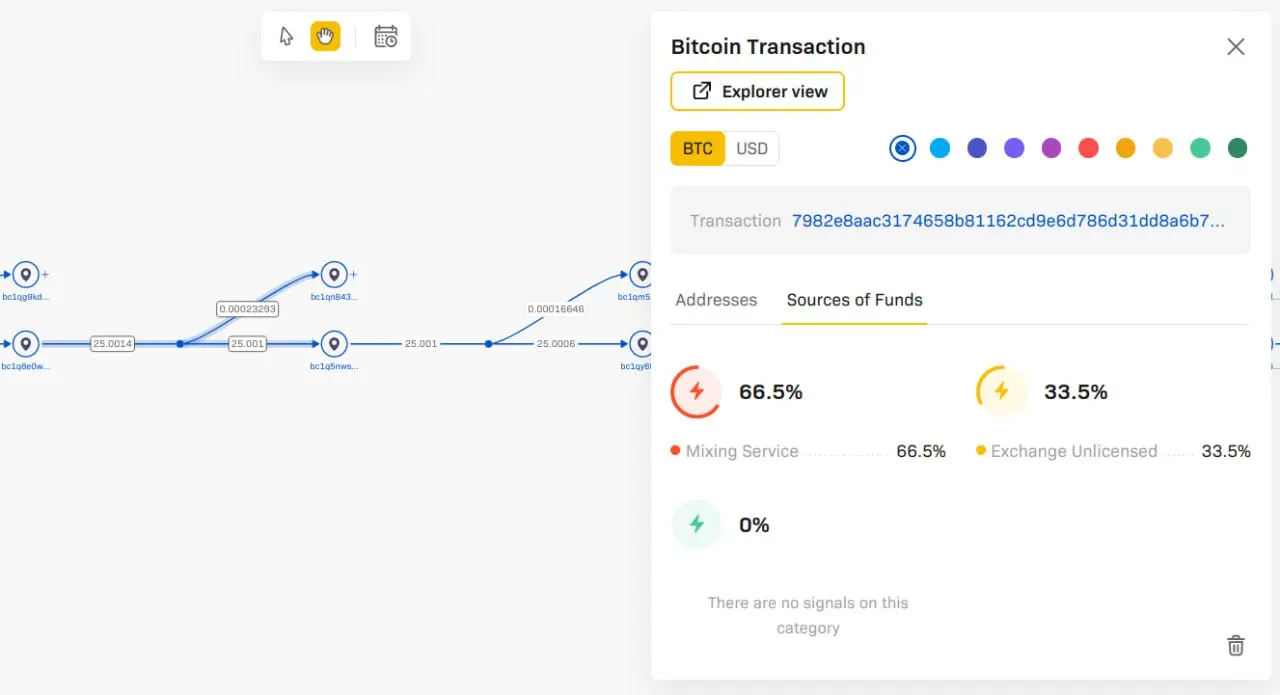 Bitcoin Transaction
Explorer view
BTC USD
Transaction 7982e8aac3174658b81162cd9e6d786d31dd8a6b7...
Addresses Sources of Funds
66.5%
Mixing Service 66.5%
33.5%
Exchange Unlicensed 33.5%
0%
There are no signals on this
category
bc1qg9kd...
0.00023293
bc1qn843...
0.00016646
bc1qm5
25.0014
25.001
25.001
25.0006
bc1q8e0w...
bc1q5nws...
bc1qy6